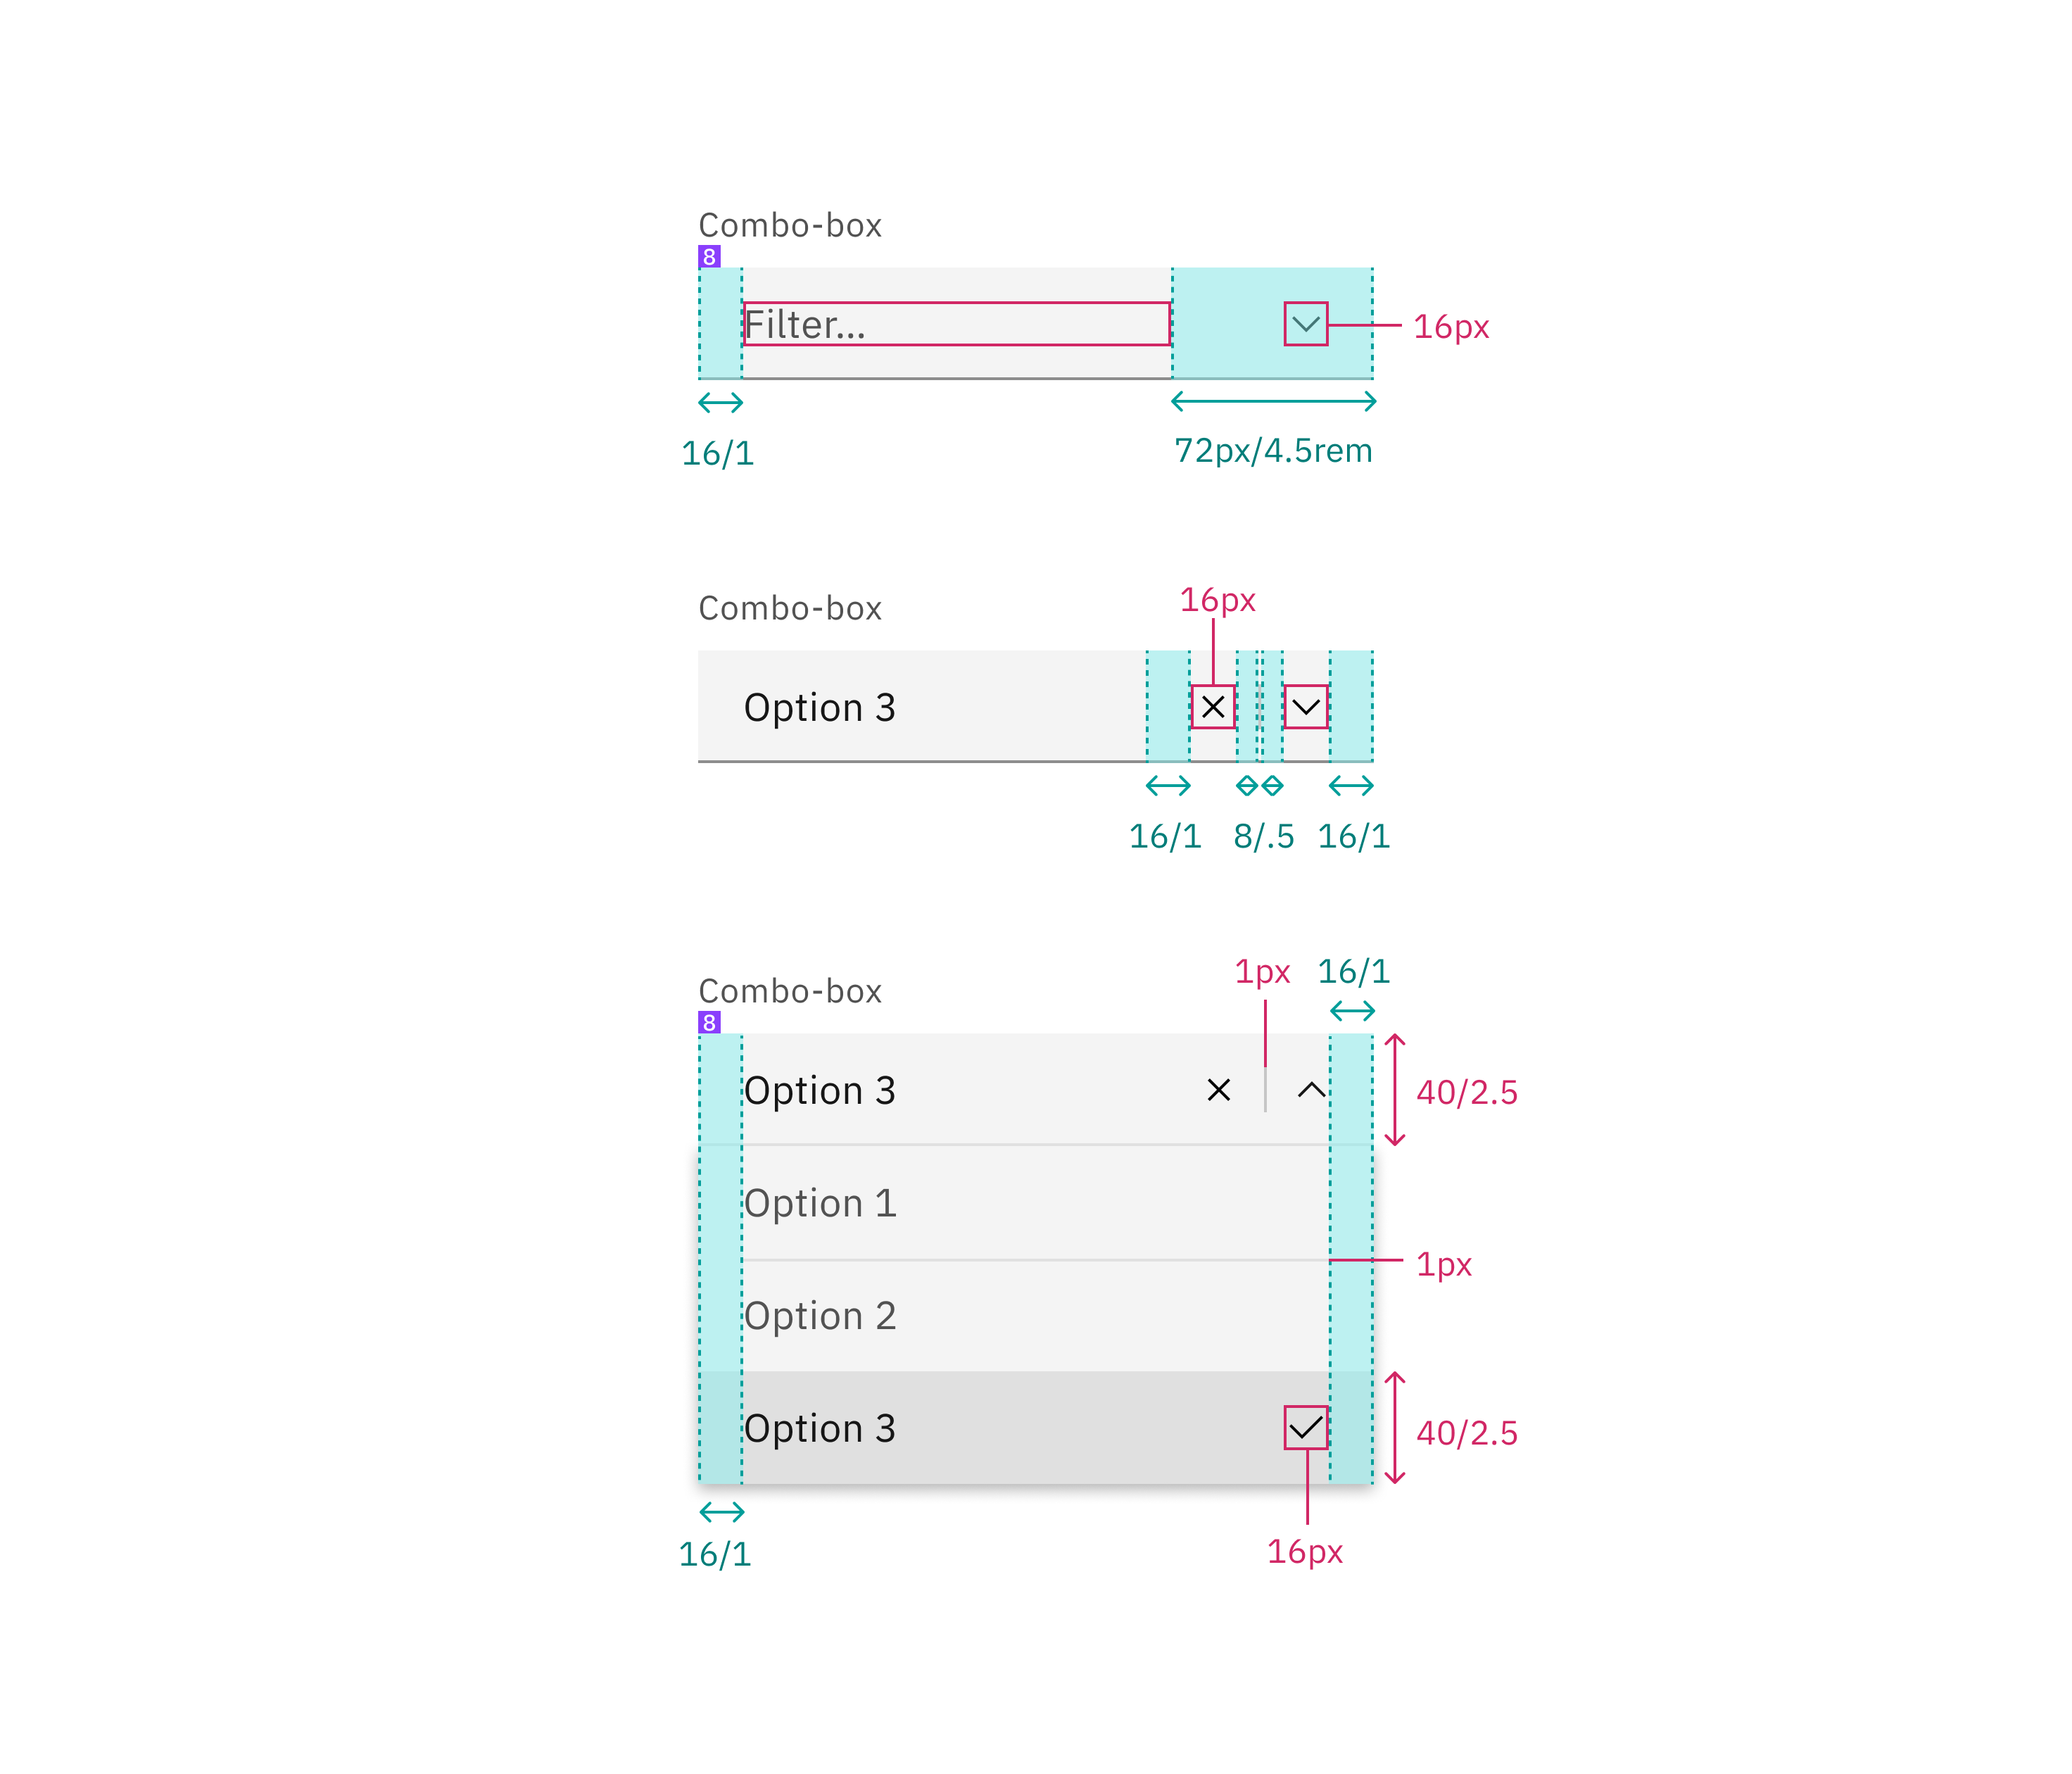 Combo-box
8
Filter...
16px
16/1
72px/4.5rem
16px
Combo-box
Option 3
16/1
8/.5
16/1
1px
16/1
Combo-box
8
Option 3
40/2.5
Option 1
1px
Option 2
Option 3
40/2.5
16/1
16px